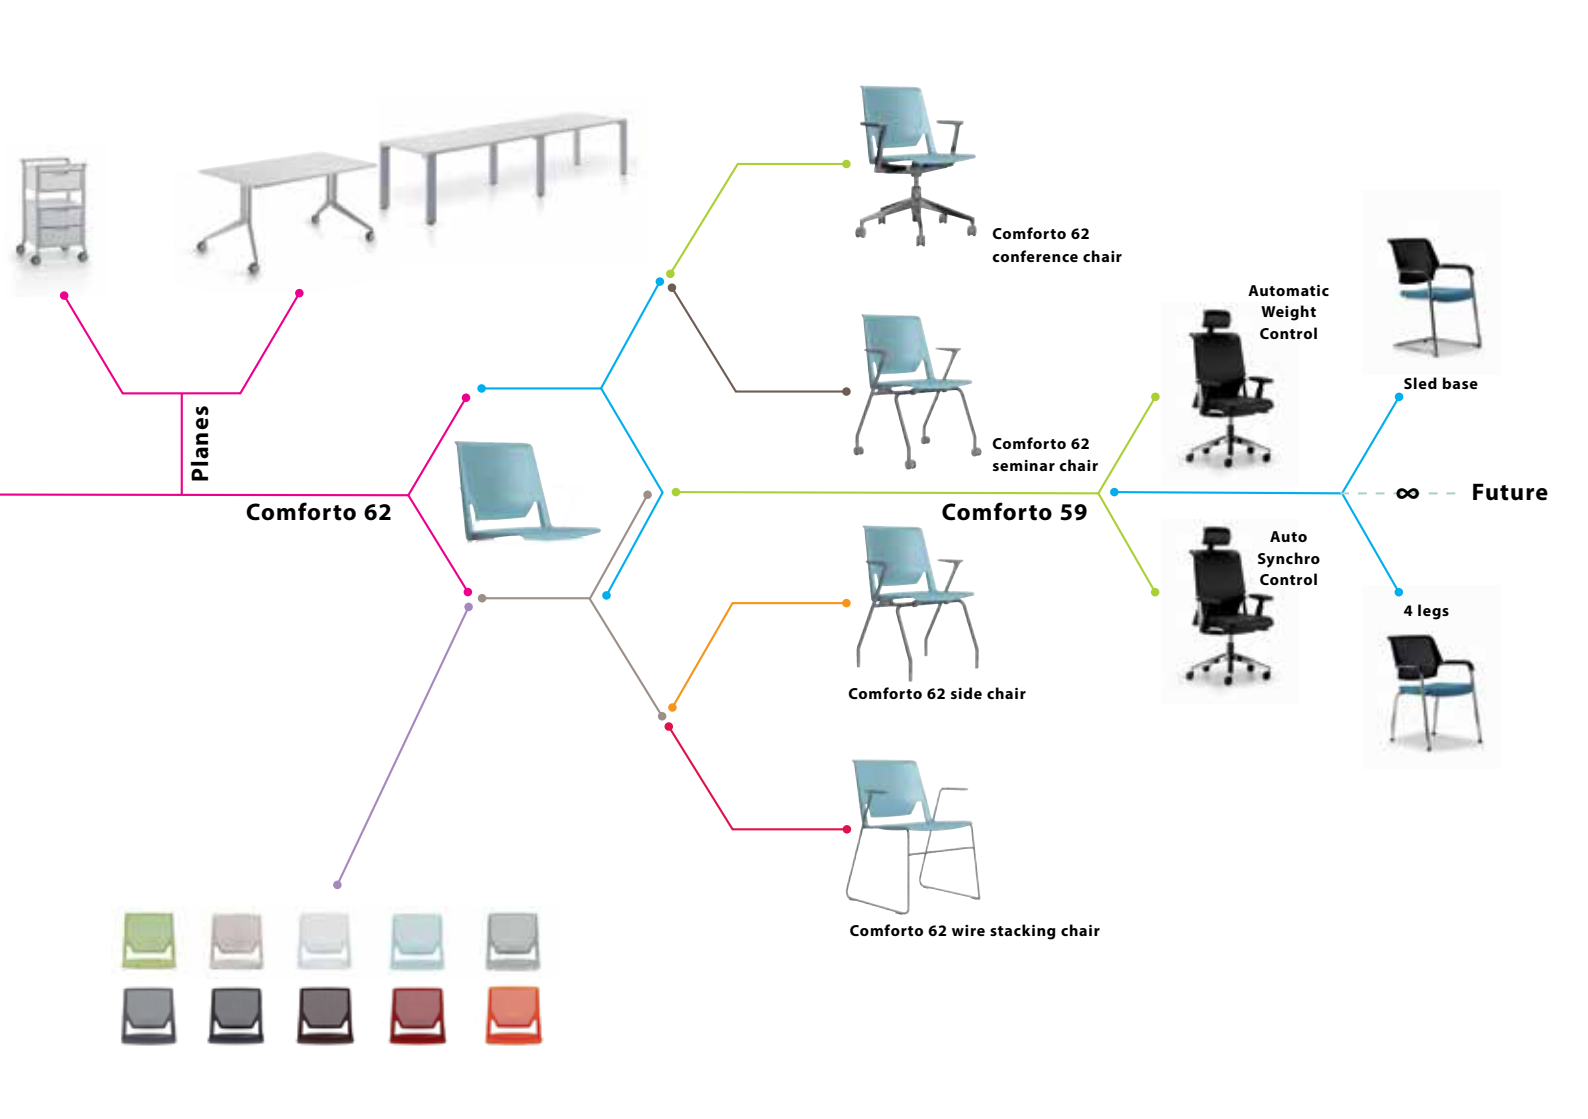 Planes
Comforto 62
Comforto 62
conference chair
Comforto 62
seminar chair
Comforto 59
Comforto 62 side chair
Comforto 62 wire stacking chair
Automatic
Weight
Control
Auto
Synchro
Control
Sled base
∞ Future
4 legs